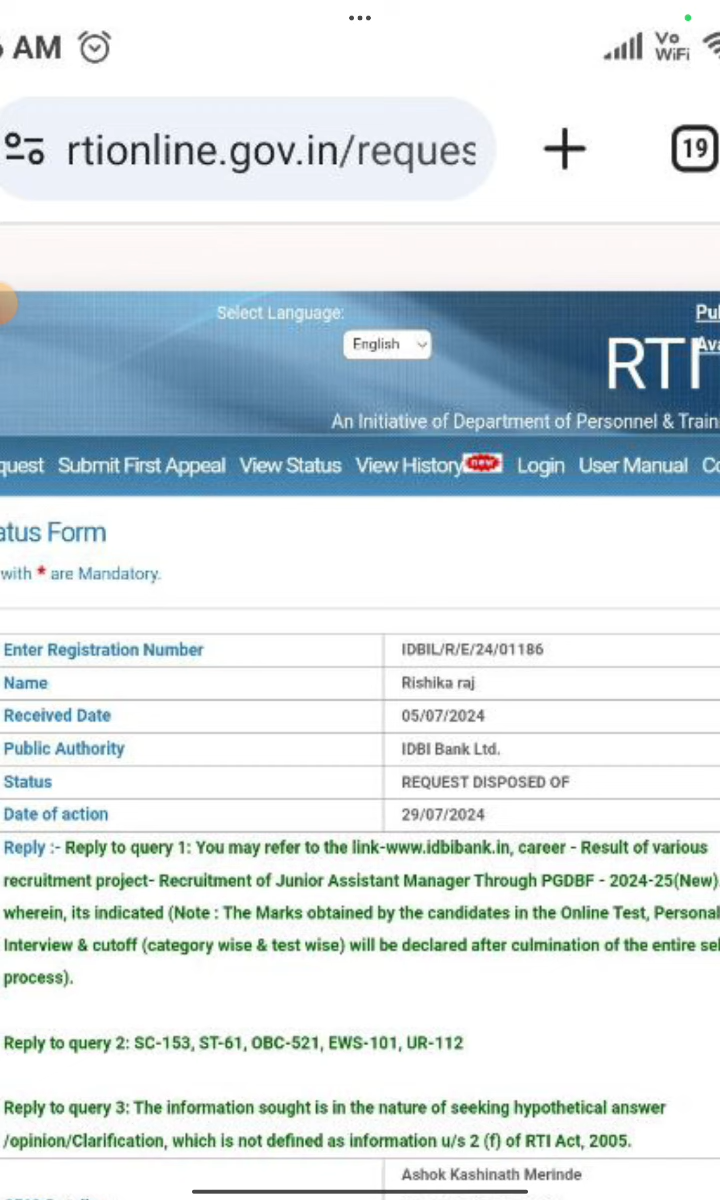 AM
Vo
WiFi
rtionline.gov.in/reques
19
Select Language:
English
RTI
An Initiative of Department of Personnel & Train
quest Submit First Appeal View Status View History new Login User Manual
atus Form
with * are Mandatory.
Enter Registration Number IDBIL/R/E/24/01186
Name Rishika raj
Received Date 05/07/2024
Public Authority IDBI Bank Ltd.
Status REQUEST DISPOSED OF
Date of action 29/07/2024
Reply :- Reply to query 1: You may refer to the link-www.idbibank.in, career - Result of various
recruitment project- Recruitment of Junior Assistant Manager Through PGDBF - 2024-25(New)
wherein, its indicated (Note : The Marks obtained by the candidates in the Online Test, Personal
Interview & cutoff (category wise & test wise) will be declared after culmination of the entire sel
process).
Reply to query 2: SC-153, ST-61, OBC-521, EWS-101, UR-112
Reply to query 3: The information sought is in the nature of seeking hypothetical answer
/opinion/Clarification, which is not defined as information u/s 2 (f) of RTI Act, 2005.
Ashok Kashinath Merinde